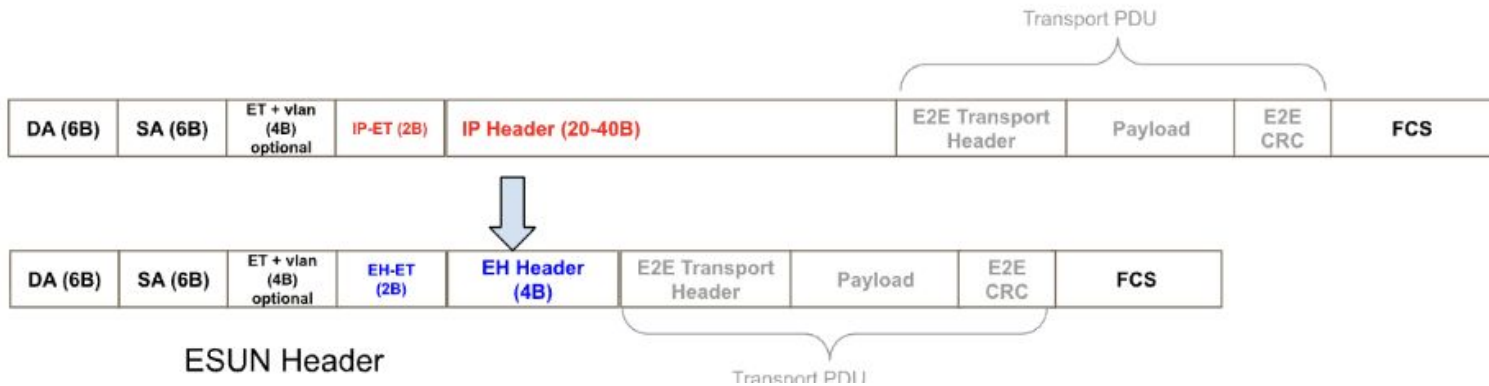 Transport PDU
DA (6B) SA (6B) ET + vlan (4B) optional IP-ET (2B) IP Header (20-40B) E2E Transport Header Payload E2E CRC FCS
DA (6B) SA (6B) ET + vlan (4B) optional EH-ET (2B) EH Header (4B) E2E Transport Header Payload E2E CRC FCS
ESUN Header
Transport PDU